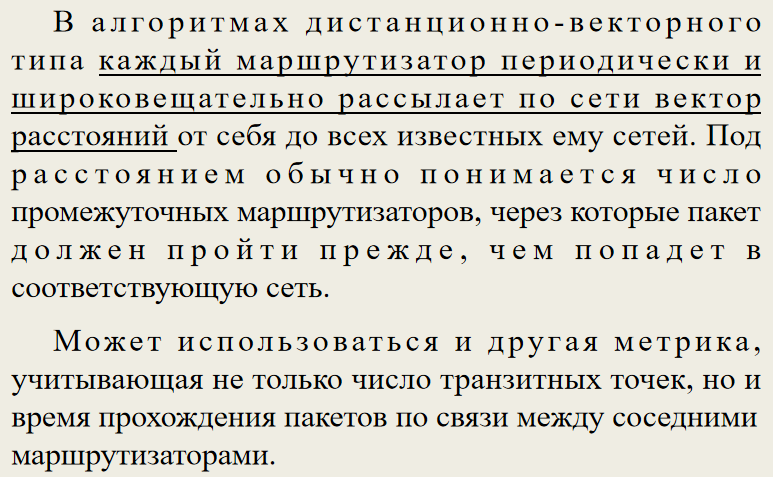 В алгоритмах дистанционно-векторного
типа каждый маршрутизатор периодически и
широковещательно рассылает по сети вектор
расстояний от себя до всех известных ему сетей. Под
расстоянием обычно понимается число
промежуточных маршрутизаторов, через которые пакет
должен пройти прежде, чем попадет в
соответствующую сеть.
Может использоваться и другая метрика,
учитывающая не только число транзитных точек, но и
время прохождения пакетов по связи между соседними
маршрутизаторами.